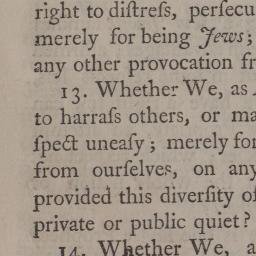 right to diſtreſs, perſecu
merely for being Jews;
any other provocation fr
13. Whether We, as
to harraſs others, or ma
ſpect uneaſy; merely for
from ourſelves, on any
provided this diverſity of
private or public quiet?
14. Whether We, a